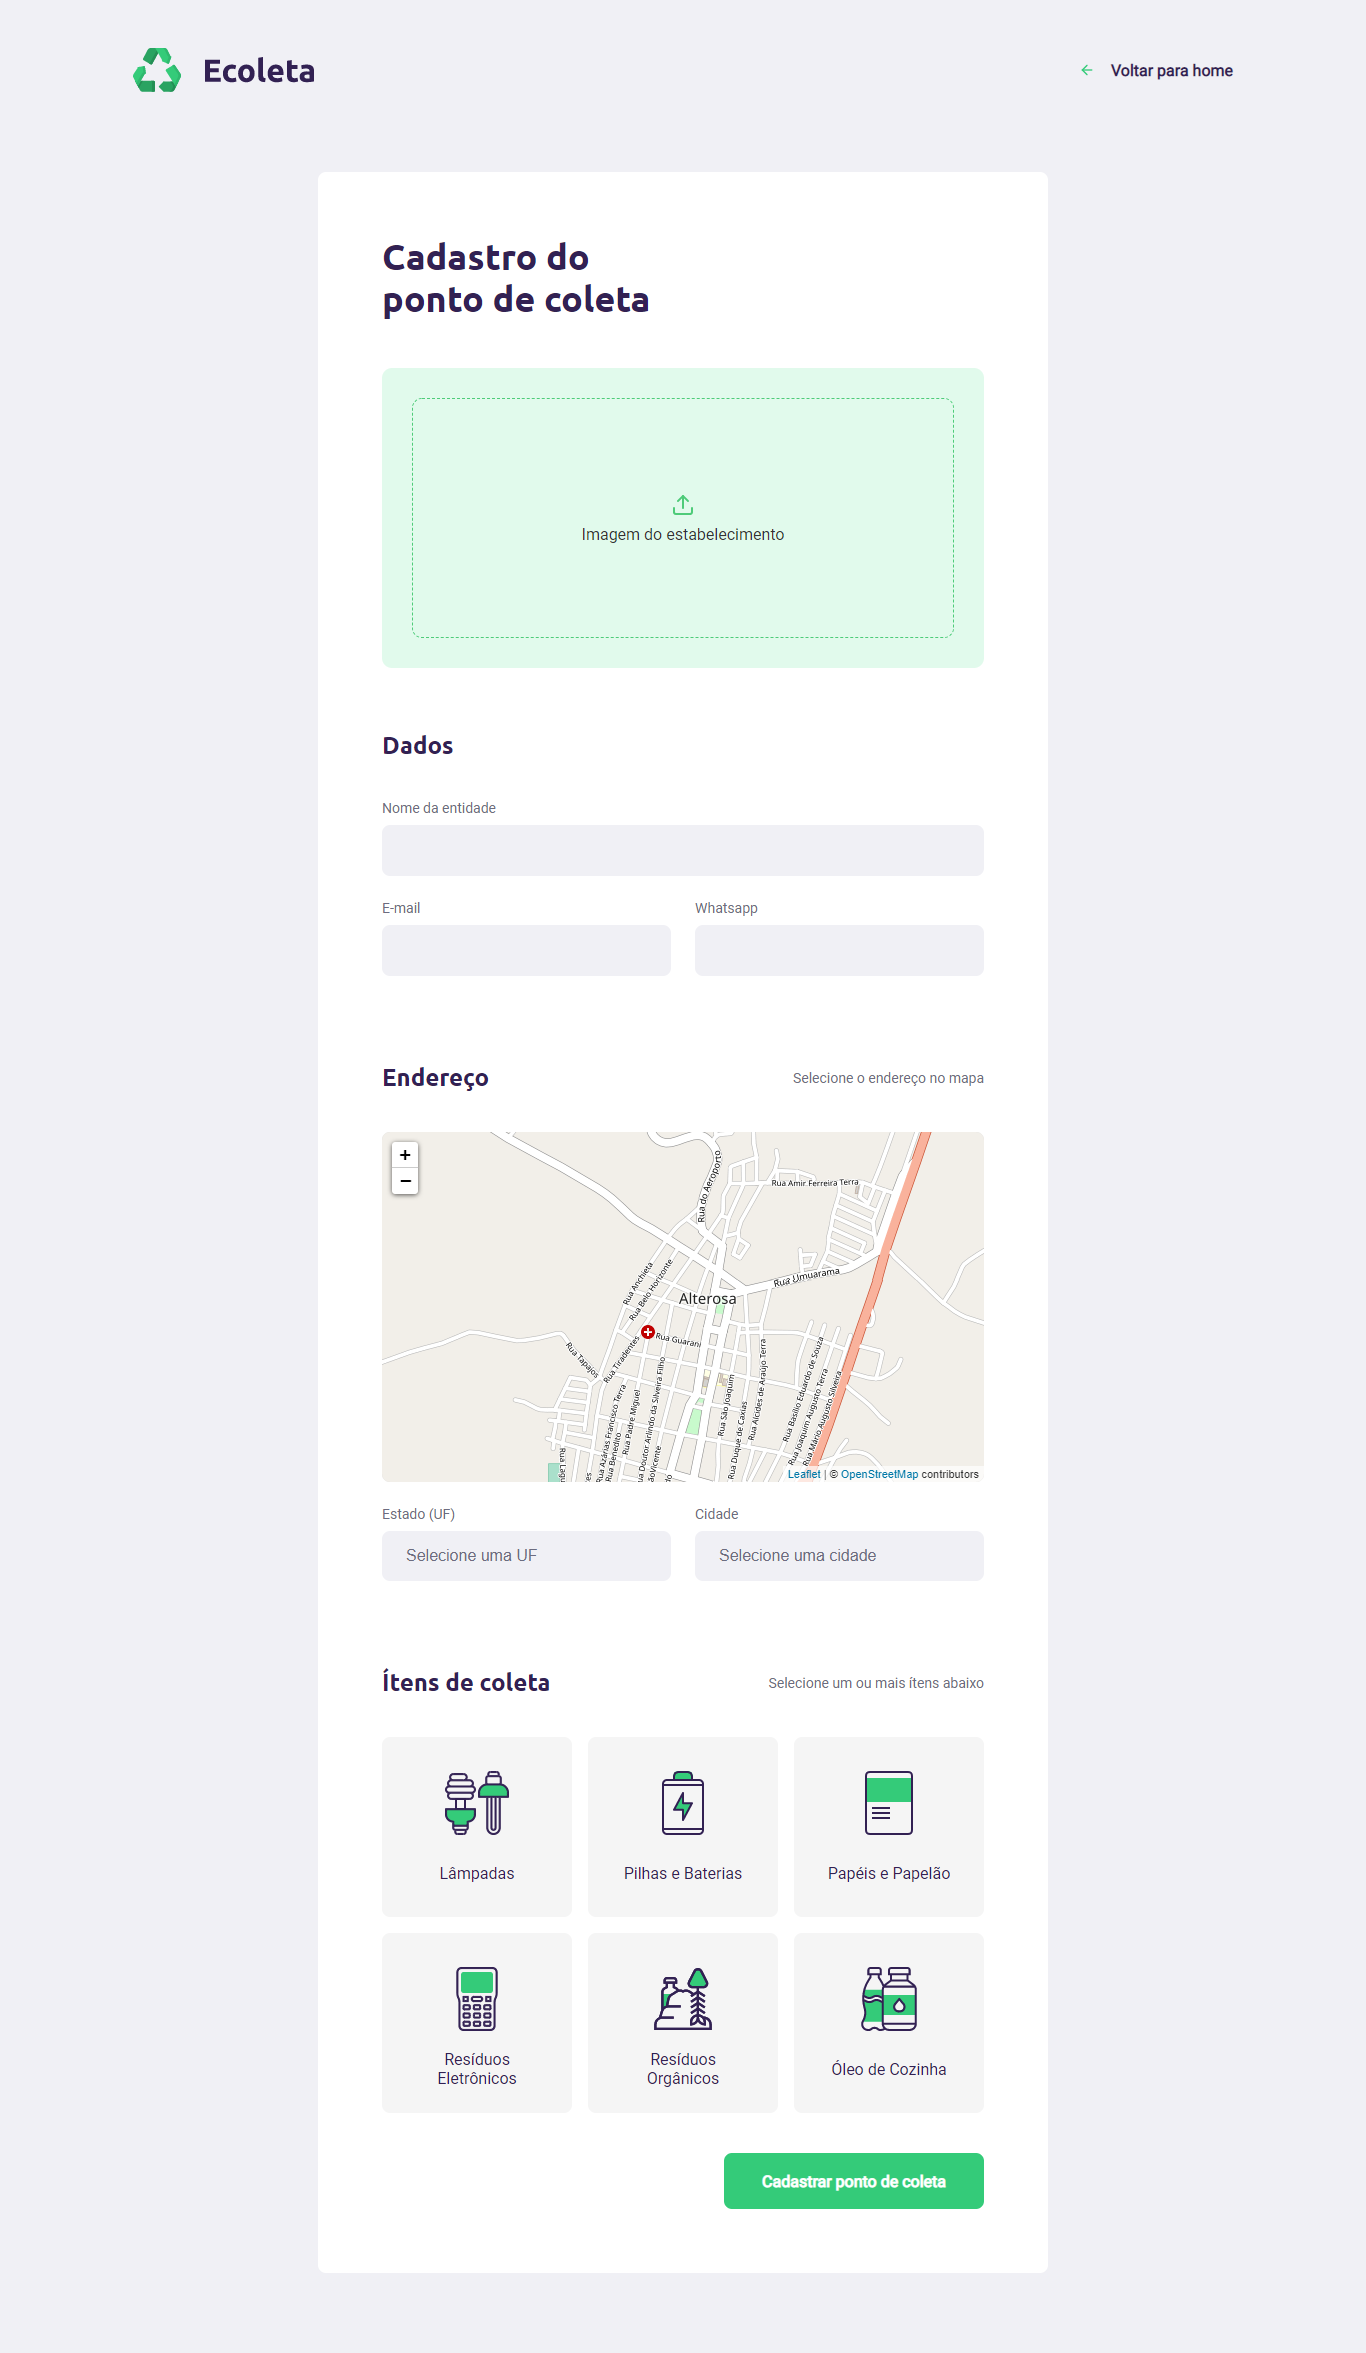 Ecoleta
Voltar para home
Cadastro do
ponto de coleta
Imagem do estabelecimento
Dados
Nome da entidade
E-mail
Whatsapp
Endereço
Selecione o endereço no mapa
+
−
Rua do Aeroporto
Rua Amir Ferreira Terra
Rua Anchieta
Rua Belo Horizonte
Rua Umuarama
Alterosa
Rua Guarani
Rua Tiradentes
Rua Tapajos
Rua Azarias Francisco Terra
Rua Benedito
Rua Padre Miguel
Doutor Arlindo da Silveira Filho
Rua São Joaquim
Rua Duque de Caxias
Rua Alcides de Araújo Terra
Rua Basílio Eduardo de Souza
Rua Joaquim Augusto Terra
Rua Mário Augusto Silveira
Leaflet | © OpenStreetMap contributors
Estado (UF)
Cidade
Selecione uma UF
Selecione uma cidade
Ítens de coleta
Selecione um ou mais ítens abaixo
Lâmpadas
Pilhas e Baterias
Papéis e Papelão
Resíduos
Eletrônicos
Resíduos
Orgânicos
Óleo de Cozinha
Cadastrar ponto de coleta